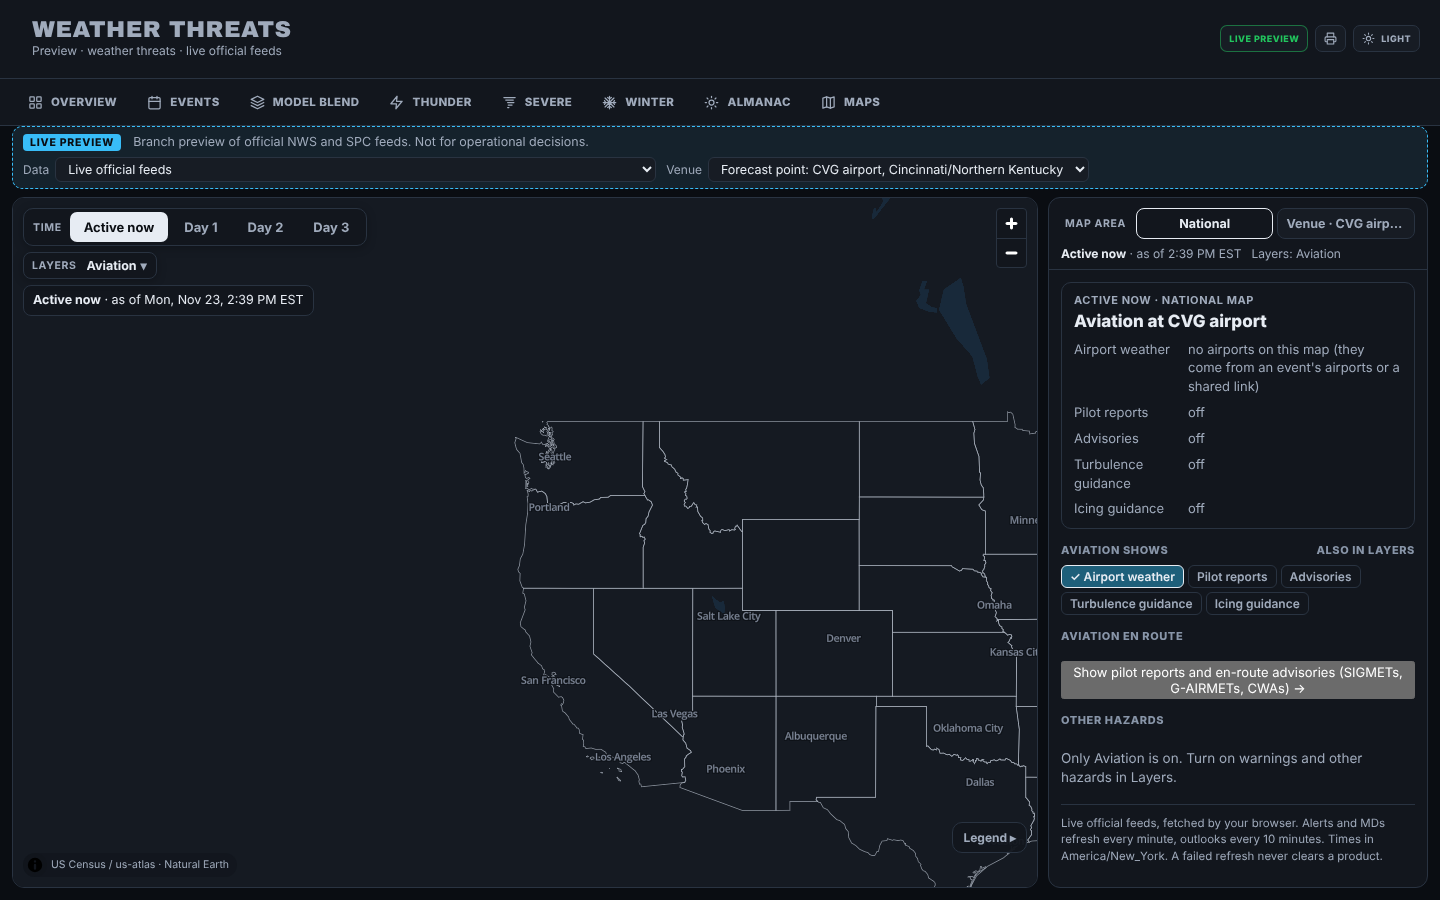 WEATHER THREATS
Preview · weather threats · live official feeds
LIVE PREVIEW
LIGHT
OVERVIEW
EVENTS
MODEL BLEND
THUNDER
SEVERE
WINTER
ALMANAC
MAPS
LIVE PREVIEW Branch preview of official NWS and SPC feeds. Not for operational decisions.
Data Live official feeds Venue Forecast point: CVG airport, Cincinnati/Northern Kentucky
TIME Active now Day 1 Day 2 Day 3
LAYERS Aviation ▾
Active now · as of Mon, Nov 23, 2:39 PM EST
+
−
Seattle
Portland
Minne
Omaha
Salt Lake City
Denver
Kansas Cit
San Francisco
Las Vegas
Oklahoma City
Albuquerque
Los Angeles
Phoenix
Dallas
Legend ▸
US Census / us-atlas · Natural Earth
MAP AREA National Venue · CVG airp...
Active now · as of 2:39 PM EST Layers: Aviation
ACTIVE NOW · NATIONAL MAP
Aviation at CVG airport
Airport weather no airports on this map (they
come from an event's airports or a
shared link)
Pilot reports off
Advisories off
Turbulence off
guidance
Icing guidance off
AVIATION SHOWS ALSO IN LAYERS
✓ Airport weather Pilot reports Advisories
Turbulence guidance Icing guidance
AVIATION EN ROUTE
Show pilot reports and en-route advisories (SIGMETs,
G-AIRMETs, CWAs) →
OTHER HAZARDS
Only Aviation is on. Turn on warnings and other
hazards in Layers.
Live official feeds, fetched by your browser. Alerts and MDs
refresh every minute, outlooks every 10 minutes. Times in
America/New_York. A failed refresh never clears a product.